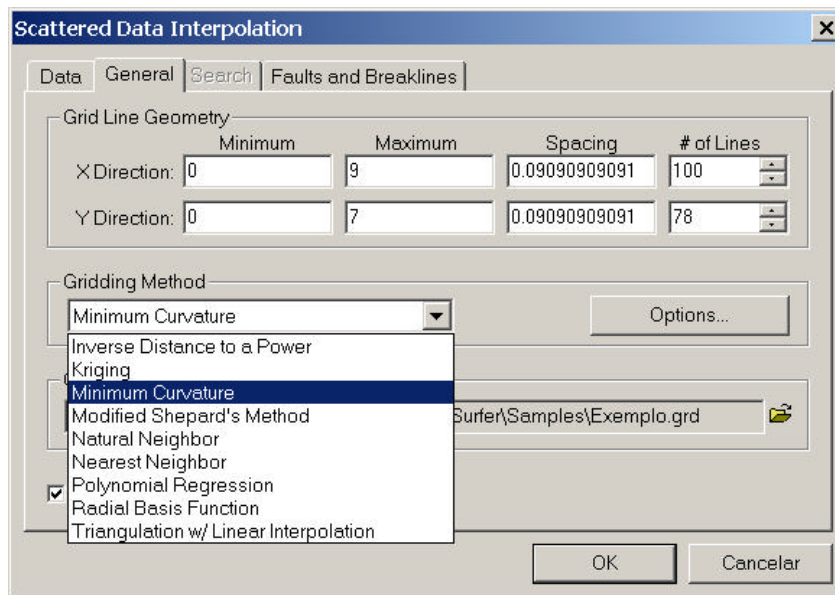 Scattered Data Interpolation
Data General Search Faults and Breaklines
Grid Line Geometry
Minimum Maximum Spacing # of Lines
X Direction: 0 9 0.09090909091 100
Y Direction: 0 7 0.09090909091 78
Gridding Method
Minimum Curvature Options...
Inverse Distance to a Power
Kriging
Minimum Curvature
Modified Shepard's Method
Surfer\Samples\Exemplo.grd
Natural Neighbor
Nearest Neighbor
Polynomial Regression
Radial Basis Function
Triangulation w/ Linear Interpolation
OK Cancelar